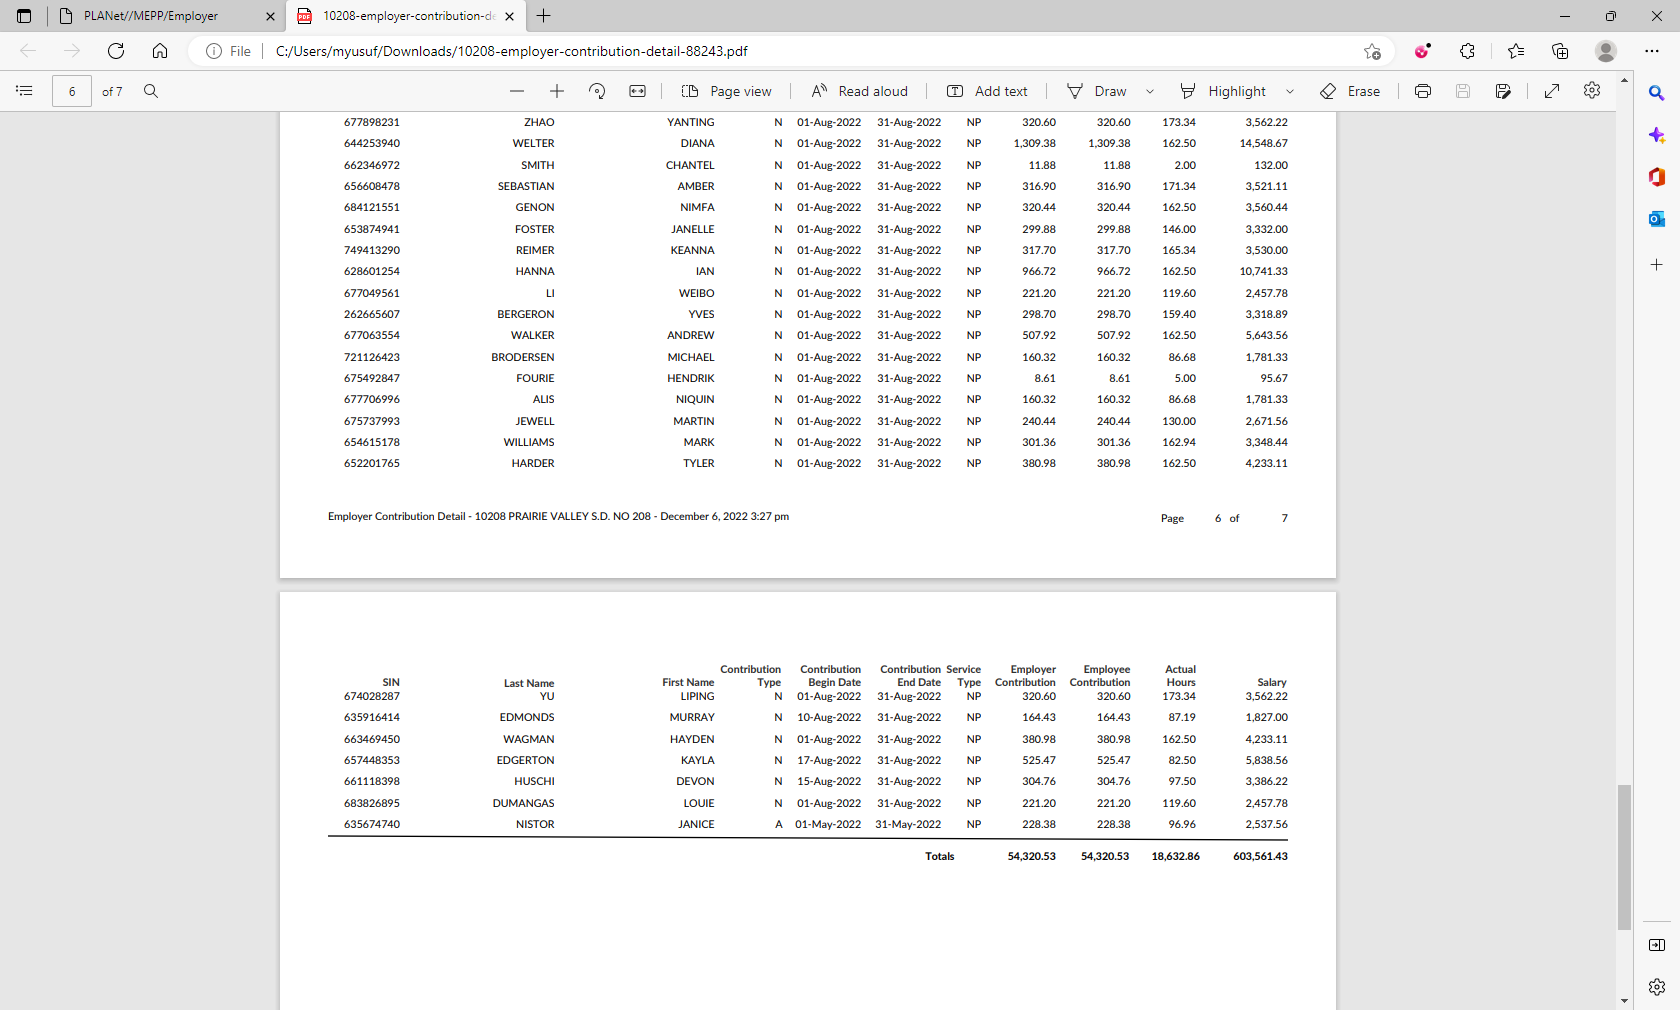 PLANet//MEPP/Employer
10208-employer-contribution-de
File C:/Users/myusuf/Downloads/10208-employer-contribution-detail-88243.pdf
6 of 7 Page view Read aloud Add text Draw Highlight Erase
677898231 ZHAO YANTING N 01-Aug-2022 31-Aug-2022 NP 320.60 320.60 173.34 3,562.22
644253940 WELTER DIANA N 01-Aug-2022 31-Aug-2022 NP 1,309.38 1,309.38 162.50 14,548.67
662346972 SMITH CHANTEL N 01-Aug-2022 31-Aug-2022 NP 11.88 11.88 2.00 132.00
656608478 SEBASTIAN AMBER N 01-Aug-2022 31-Aug-2022 NP 316.90 316.90 171.34 3,521.11
684121551 GENON NIMFA N 01-Aug-2022 31-Aug-2022 NP 320.44 320.44 162.50 3,560.44
653874941 FOSTER JANELLE N 01-Aug-2022 31-Aug-2022 NP 299.88 299.88 146.00 3,332.00
749413290 REIMER KEANNA N 01-Aug-2022 31-Aug-2022 NP 317.70 317.70 165.34 3,530.00
628601254 HANNA IAN N 01-Aug-2022 31-Aug-2022 NP 966.72 966.72 162.50 10,741.33
677049561 LI WEIBO N 01-Aug-2022 31-Aug-2022 NP 221.20 221.20 119.60 2,457.78
262665607 BERGERON YVES N 01-Aug-2022 31-Aug-2022 NP 298.70 298.70 159.40 3,318.89
677063554 WALKER ANDREW N 01-Aug-2022 31-Aug-2022 NP 507.92 507.92 162.50 5,643.56
721126423 BRODERSEN MICHAEL N 01-Aug-2022 31-Aug-2022 NP 160.32 160.32 86.68 1,781.33
675492847 FOURIE HENDRIK N 01-Aug-2022 31-Aug-2022 NP 8.61 8.61 5.00 95.67
677706996 ALIS NIQUIN N 01-Aug-2022 31-Aug-2022 NP 160.32 160.32 86.68 1,781.33
675737993 JEWELL MARTIN N 01-Aug-2022 31-Aug-2022 NP 240.44 240.44 130.00 2,671.56
654615178 WILLIAMS MARK N 01-Aug-2022 31-Aug-2022 NP 301.36 301.36 162.94 3,348.44
652201765 HARDER TYLER N 01-Aug-2022 31-Aug-2022 NP 380.98 380.98 162.50 4,233.11
Employer Contribution Detail - 10208 PRAIRIE VALLEY S.D. NO 208 - December 6, 2022 3:27 pm Page 6 of 7
Contribution Contribution Contribution Service Employer Employee Actual
SIN Last Name First Name Type Begin Date End Date Type Contribution Contribution Hours Salary
674028287 YU LIPING N 01-Aug-2022 31-Aug-2022 NP 320.60 320.60 173.34 3,562.22
635916414 EDMONDS MURRAY N 10-Aug-2022 31-Aug-2022 NP 164.43 164.43 87.19 1,827.00
663469450 WAGMAN HAYDEN N 01-Aug-2022 31-Aug-2022 NP 380.98 380.98 162.50 4,233.11
657448353 EDGERTON KAYLA N 17-Aug-2022 31-Aug-2022 NP 525.47 525.47 82.50 5,838.56
661118398 HUSCHI DEVON N 15-Aug-2022 31-Aug-2022 NP 304.76 304.76 97.50 3,386.22
683826895 DUMANGAS LOUIE N 01-Aug-2022 31-Aug-2022 NP 221.20 221.20 119.60 2,457.78
635674740 NISTOR JANICE A 01-May-2022 31-May-2022 NP 228.38 228.38 96.96 2,537.56
Totals 54,320.53 54,320.53 18,632.86 603,561.43